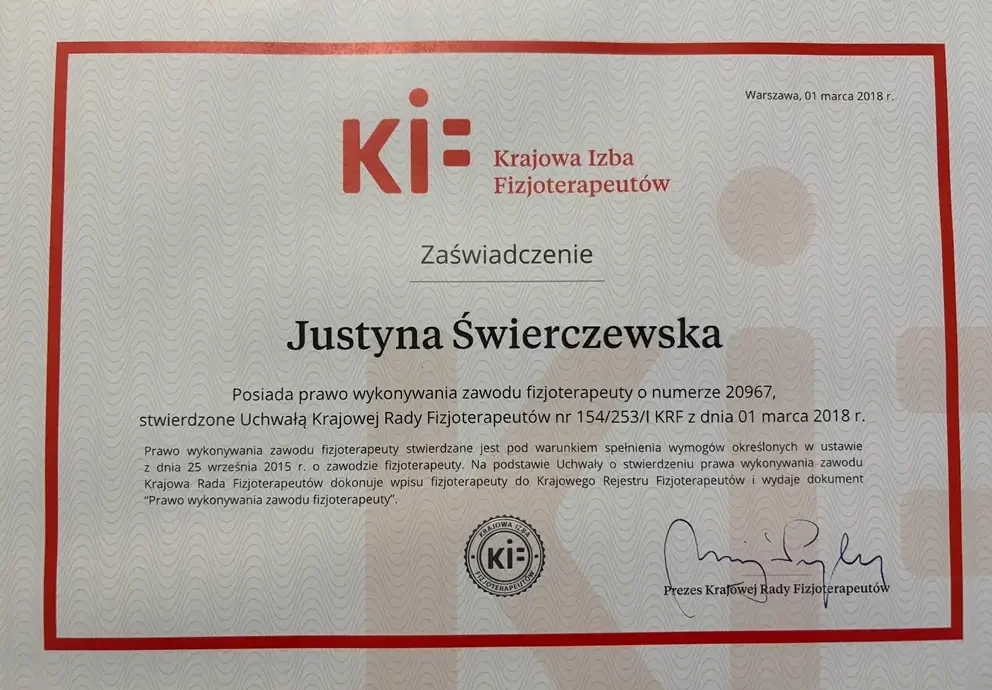 Warszawa, 01 marca 2018 r.
KiF
Krajowa Izba
Fizjoterapeutów
Zaświadczenie
Justyna Świerczewska
Posiada prawo wykonywania zawodu fizjoterapeuty o numerze 20967,
stwierdzone Uchwałą Krajowej Rady Fizjoterapeutów nr 154/253/I KRF z dnia 01 marca 2018 r.
Prawo wykonywania zawodu fizjoterapeuty stwierdzane jest pod warunkiem spełnienia wymogów określonych w ustawie
z dnia 25 września 2015 r. o zawodzie fizjoterapeuty. Na podstawie Uchwały o stwierdzeniu prawa wykonywania zawodu
Krajowa Rada Fizjoterapeutów dokonuje wpisu fizjoterapeuty do Krajowego Rejestru Fizjoterapeutów i wydaje dokument
“Prawo wykonywania zawodu fizjoterapeuty”.
KRAJOWA IZBA
KiF
FIZJOTERAPEUTÓW
Prezes Krajowej Rady Fizjoterapeutów